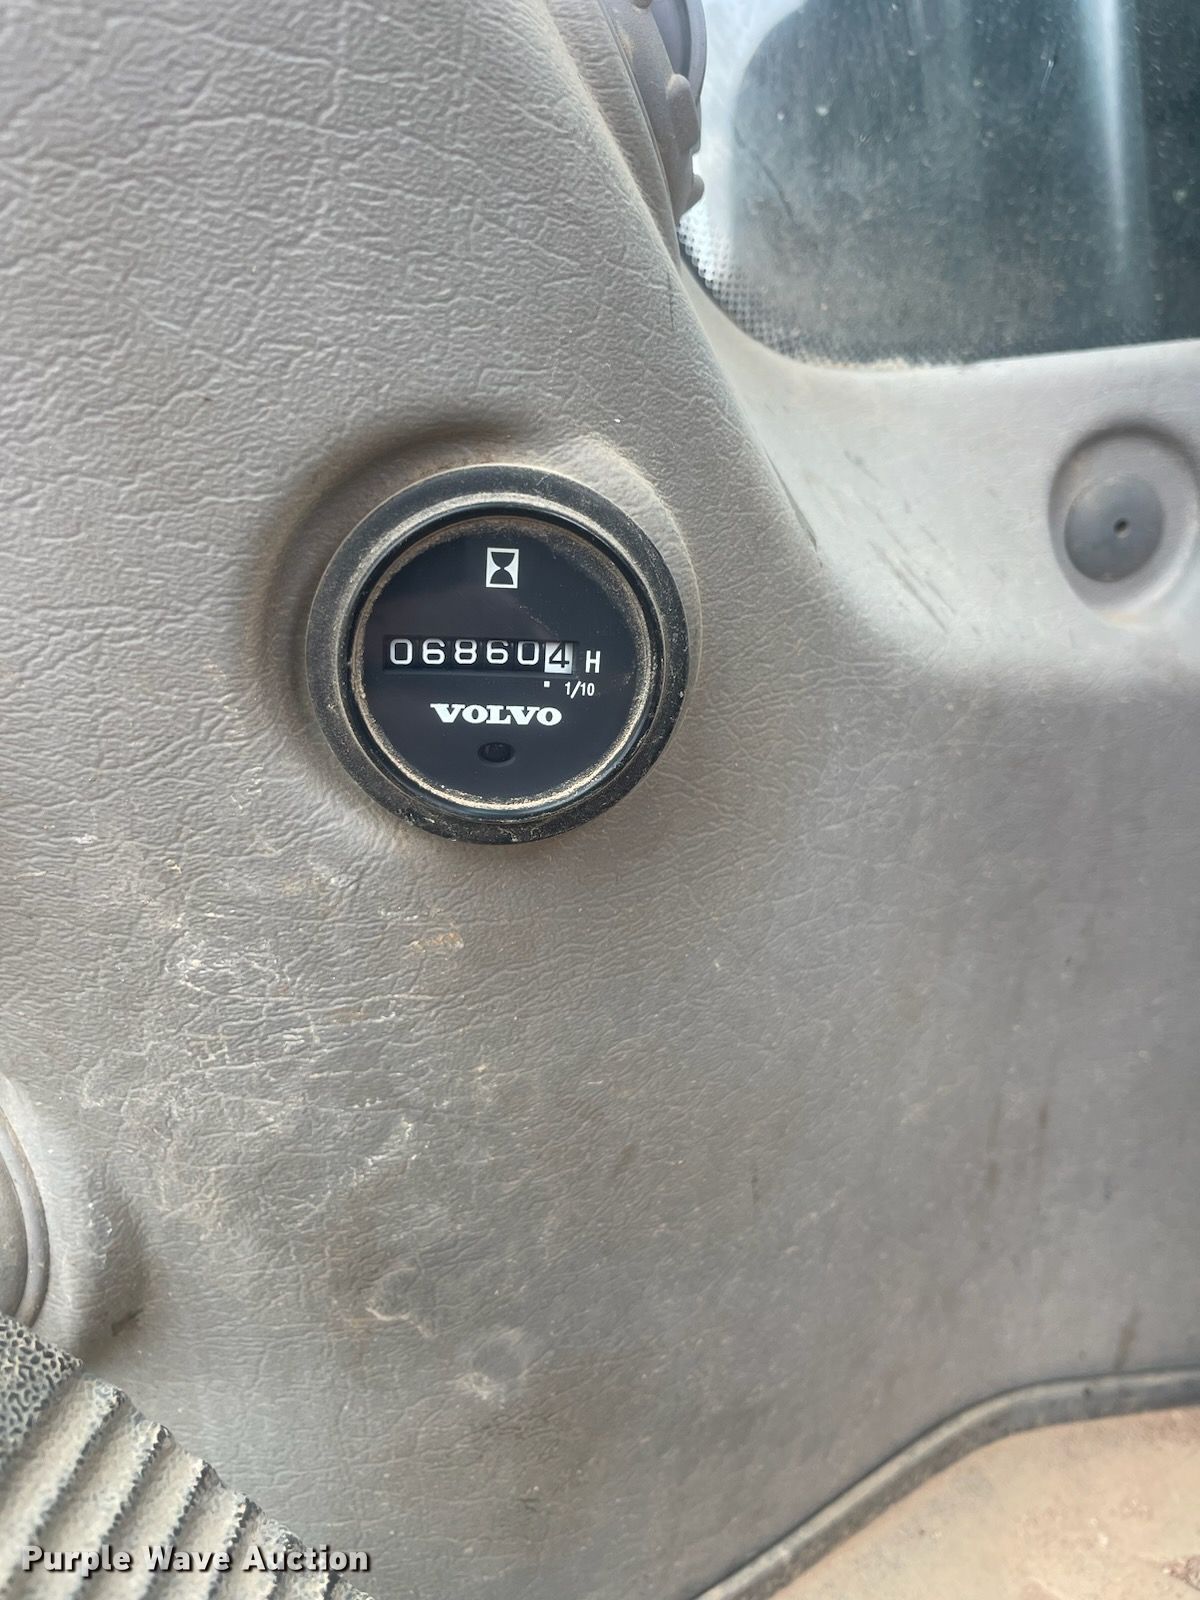 068604 H
1/10
VOLVO
Purple Wave Auction